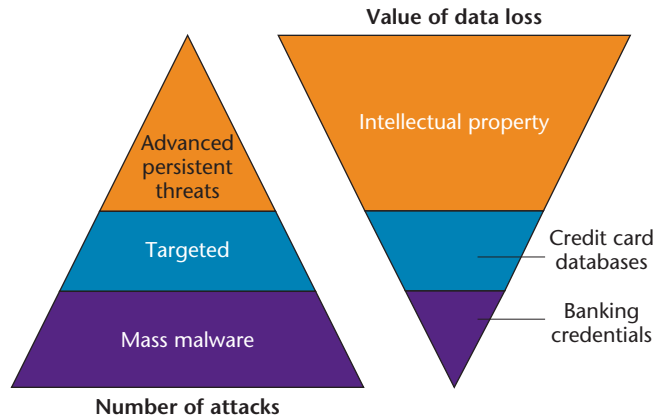 Value of data loss
Advanced
persistent
threats
Targeted
Mass malware
Number of attacks
Intellectual property
Credit card
databases
Banking
credentials